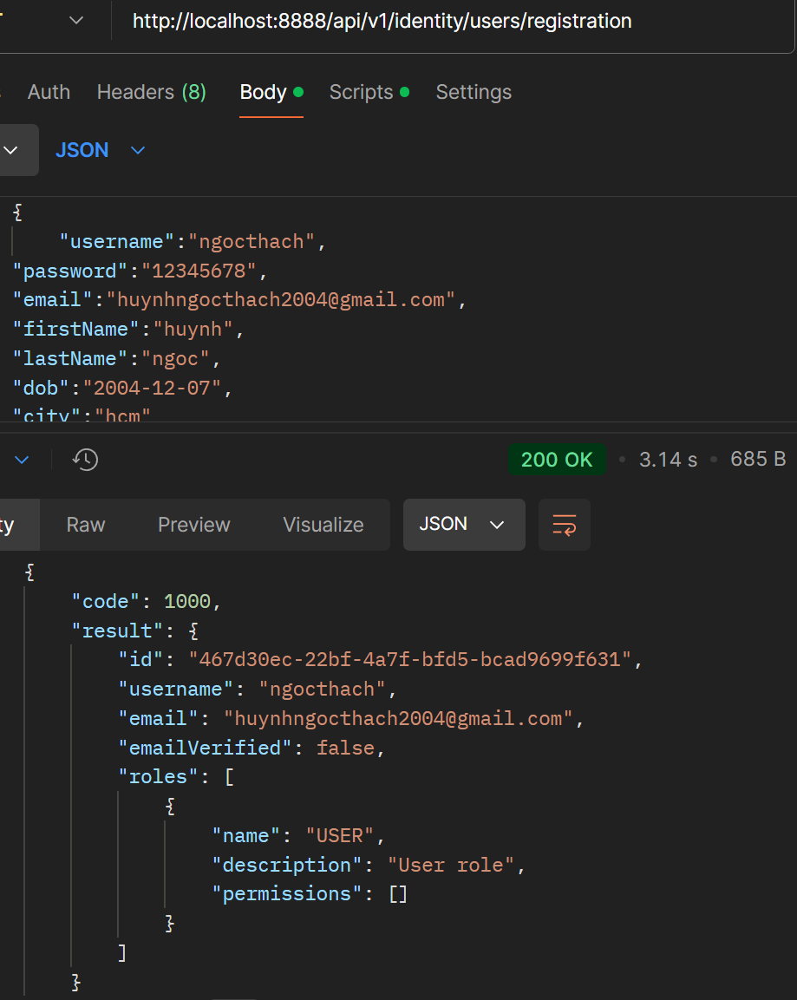 http://localhost:8888/api/v1/identity/users/registration
Auth Headers (8) Body Scripts Settings
JSON
{
"username":"ngocthach",
"password":"12345678",
"email":"huynhngocthach2004@gmail.com",
"firstName":"huynh",
"lastName":"ngoc",
"dob":"2004-12-07",
"city":"hcm"
200 OK • 3.14 s • 685 B
ty Raw Preview Visualize JSON
{
"code": 1000,
"result": {
"id": "467d30ec-22bf-4a7f-bfd5-bcad9699f631",
"username": "ngocthach",
"email": "huynhngocthach2004@gmail.com",
"emailVerified": false,
"roles": [
{
"name": "USER",
"description": "User role",
"permissions": []
}
]
}